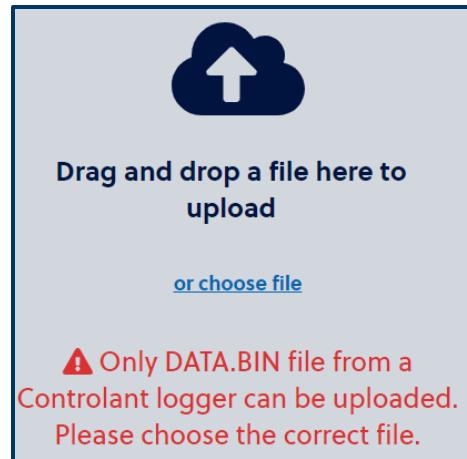 Drag and drop a file here to
upload
or choose file
Only DATA.BIN file from a
Controlant logger can be uploaded.
Please choose the correct file.